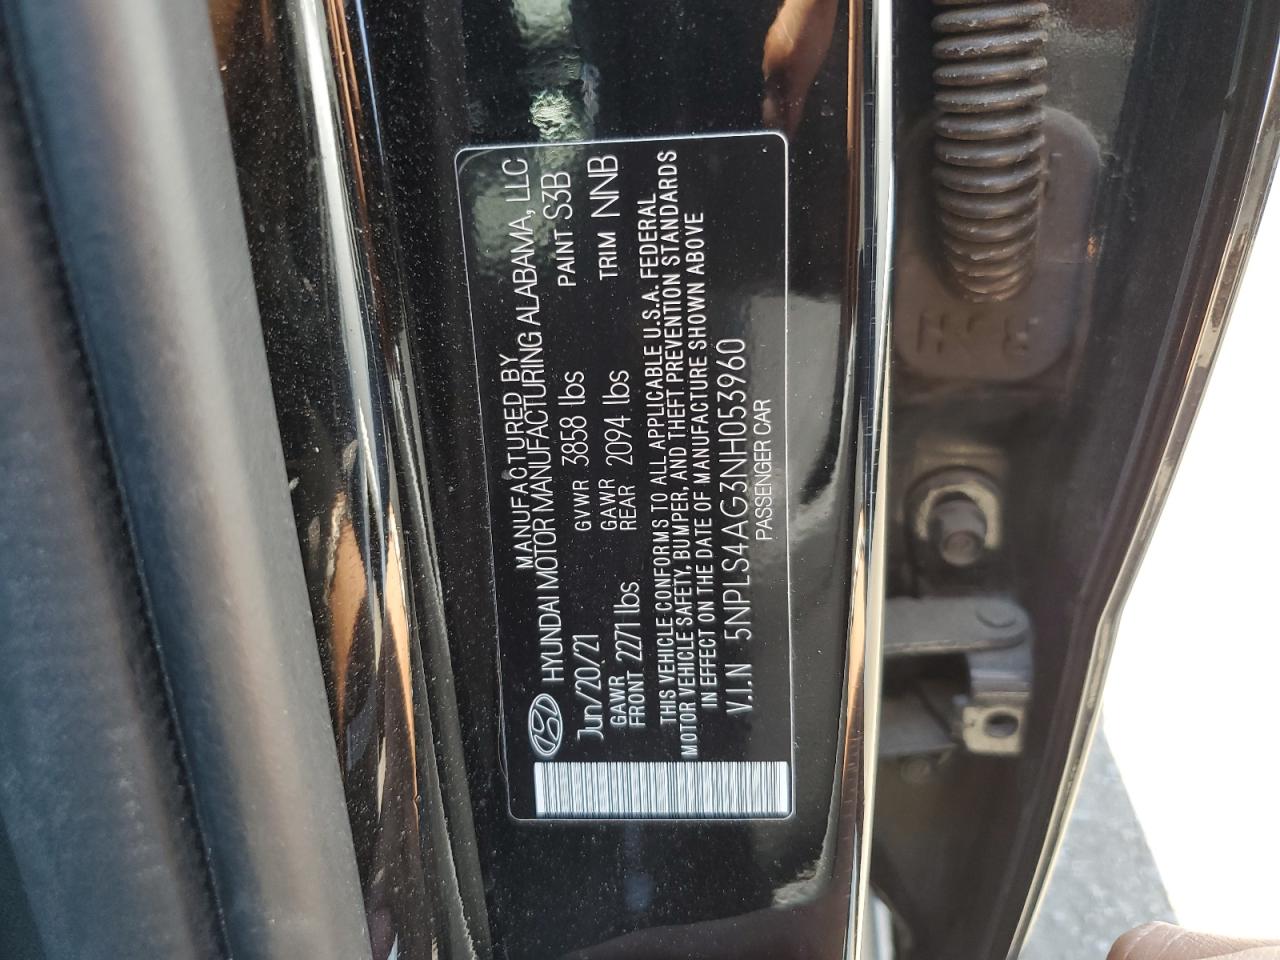 MANUFACTURED BY
HYUNDAI MOTOR MANUFACTURING ALABAMA, LLC
Jun/20/21 GVWR 3858 lbs PAINT S3B
GAWR FRONT 2271 lbs GAWR REAR 2094 lbs TRIM NNB
THIS VEHICLE CONFORMS TO ALL APPLICABLE U.S.A. FEDERAL
MOTOR VEHICLE SAFETY, BUMPER, AND THEFT PREVENTION STANDARDS
IN EFFECT ON THE DATE OF MANUFACTURE SHOWN ABOVE
V.I.N 5NPLS4AG3NH053960
PASSENGER CAR